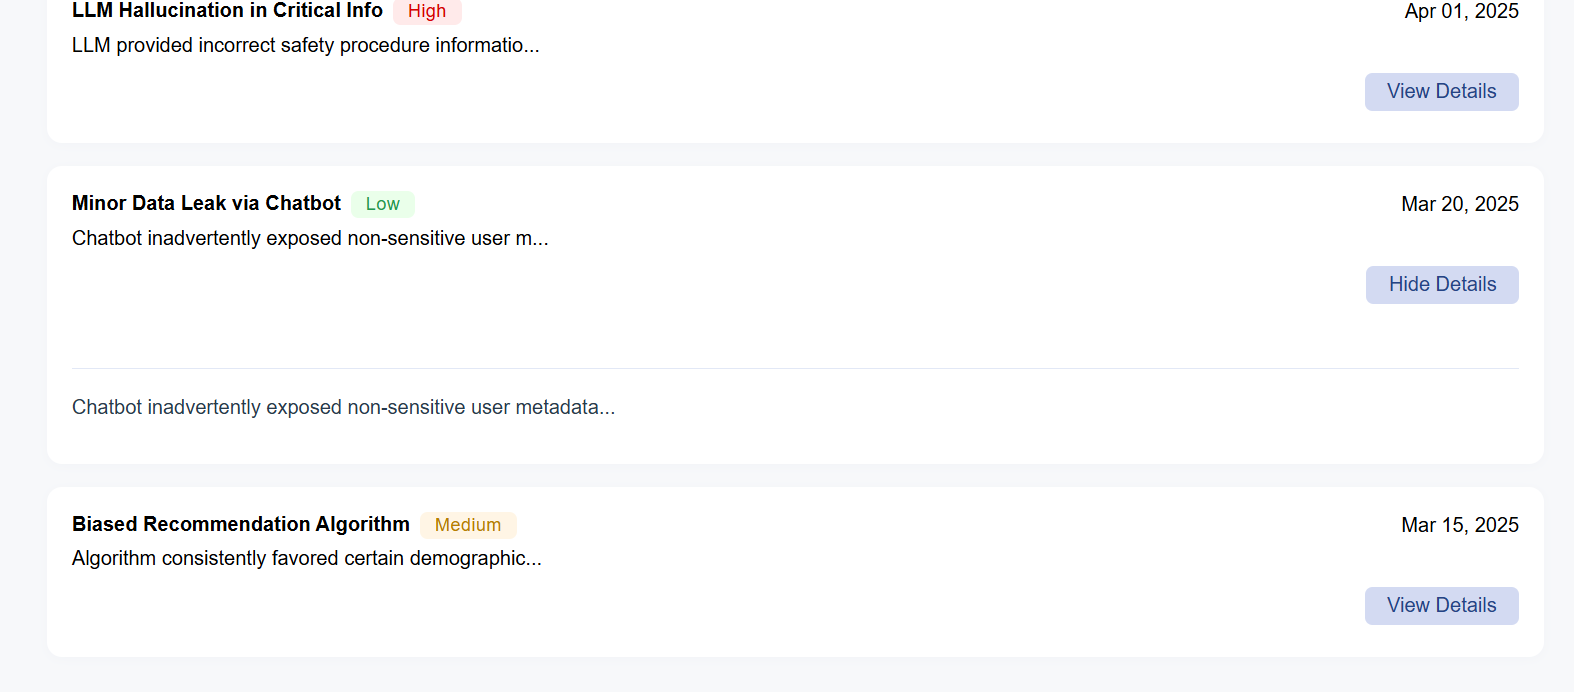 LLM Hallucination in Critical Info High Apr 01, 2025
LLM provided incorrect safety procedure informatio...
View Details
Minor Data Leak via Chatbot Low Mar 20, 2025
Chatbot inadvertently exposed non-sensitive user m...
Hide Details
Chatbot inadvertently exposed non-sensitive user metadata...
Biased Recommendation Algorithm Medium Mar 15, 2025
Algorithm consistently favored certain demographic...
View Details